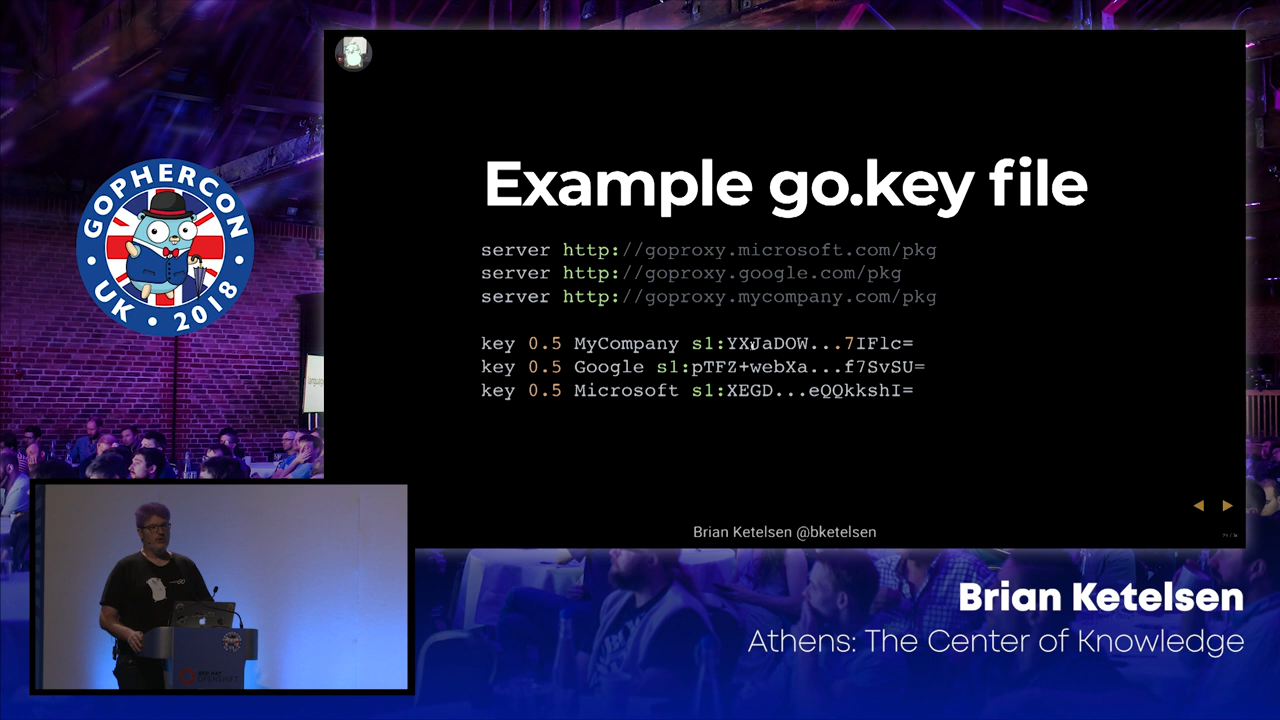 Example go.key file
server http://goproxy.microsoft.com/pkg
server http://goproxy.google.com/pkg
server http://goproxy.mycompany.com/pkg
key 0.5 MyCompany s1:YXJaDOW...7IFlc=
key 0.5 Google s1:pTFZ+webXa...f7SvSU=
key 0.5 Microsoft s1:XEGD...eQQkkshI=
Brian Ketelsen @bketelsen
GOPHERCON
UK • 2018
Brian Ketelsen
Athens: The Center of Knowledge
RED HAT
OPENSHIFT